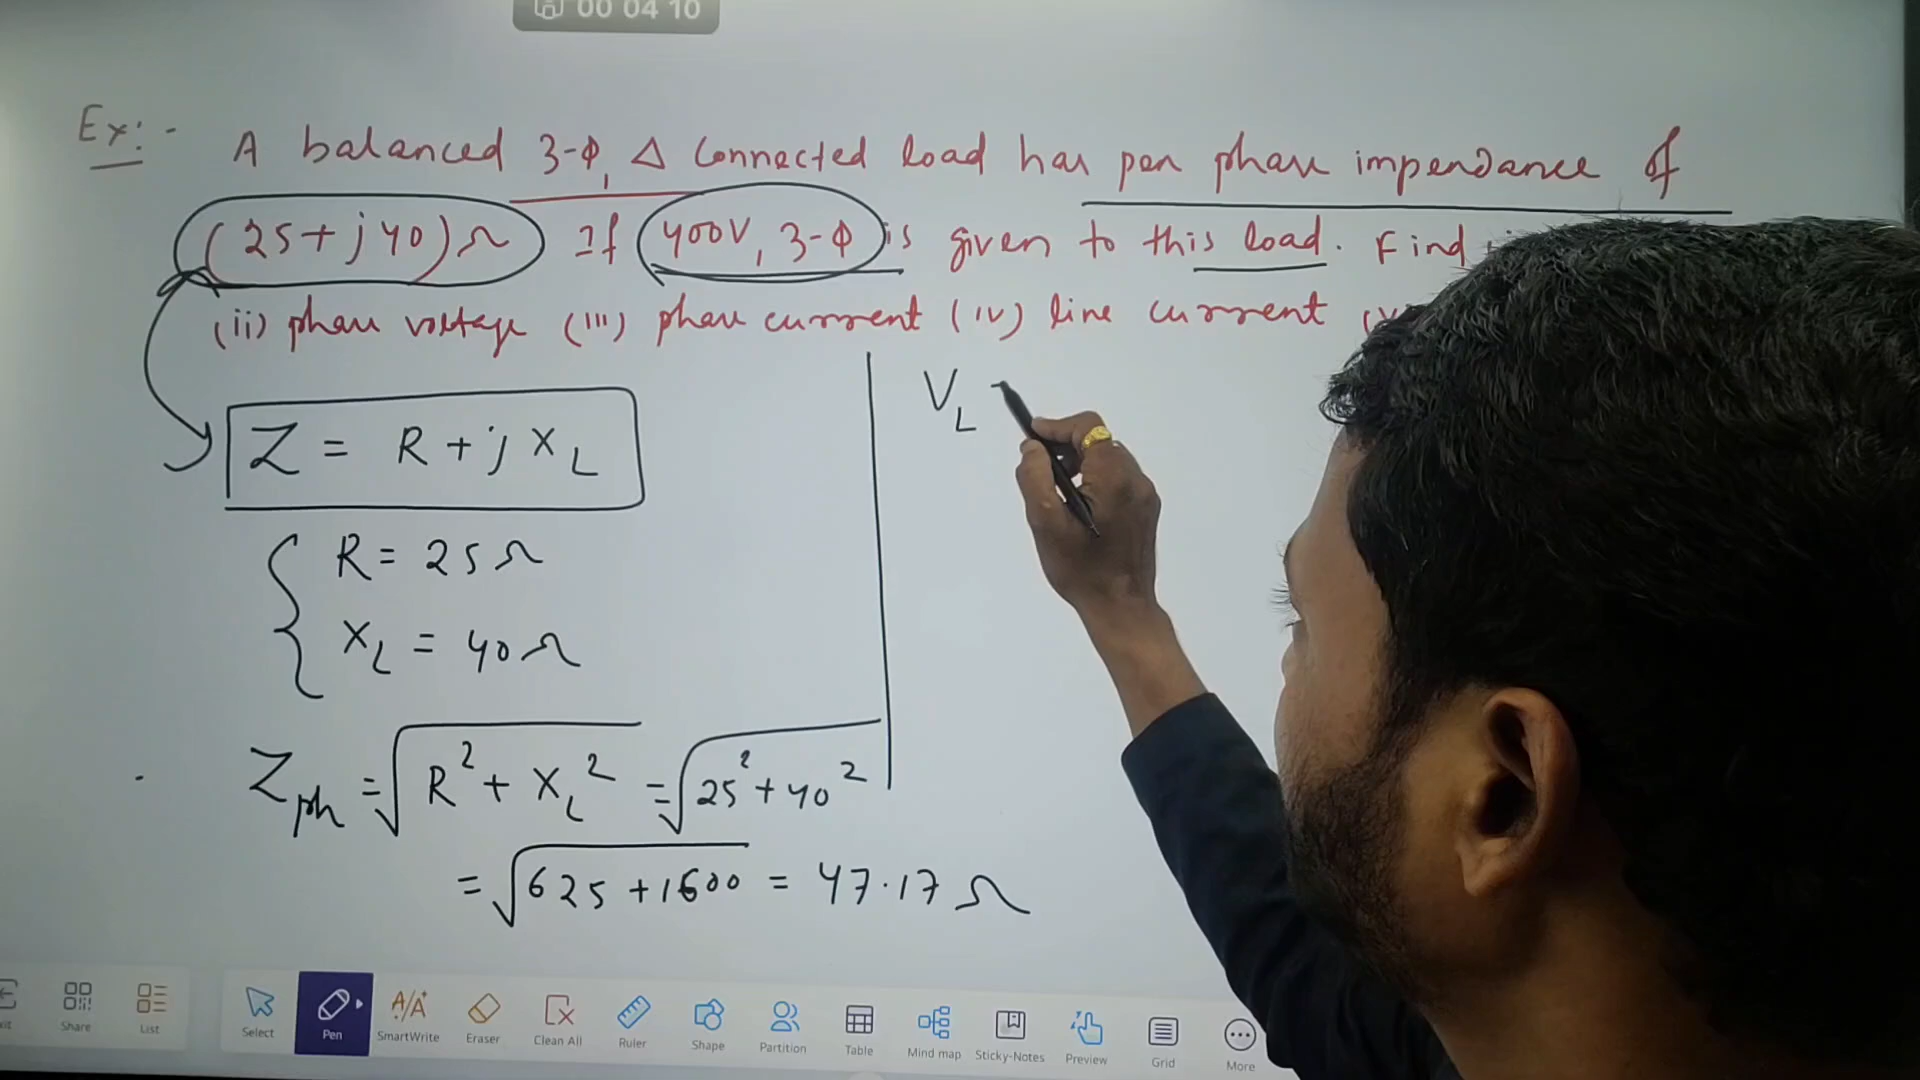 00 04 10
Ex:-
A balanced 3-ϕ, Δ Connected load has per phase impendance of
(25+j40)Ω If 400V, 3-ϕ is given to this load. Find
(ii) phase voltage (iii) phase current (iv) line current (v
Z = R + j XL
R = 25Ω
XL = 40Ω
Zph = √R² + XL² = √25² + 40²
= √625 + 1600 = 47.17 Ω
VL
Share List Select Pen SmartWrite Eraser Clean All Ruler Shape Partition Table Mind map Sticky-Notes Preview Grid More